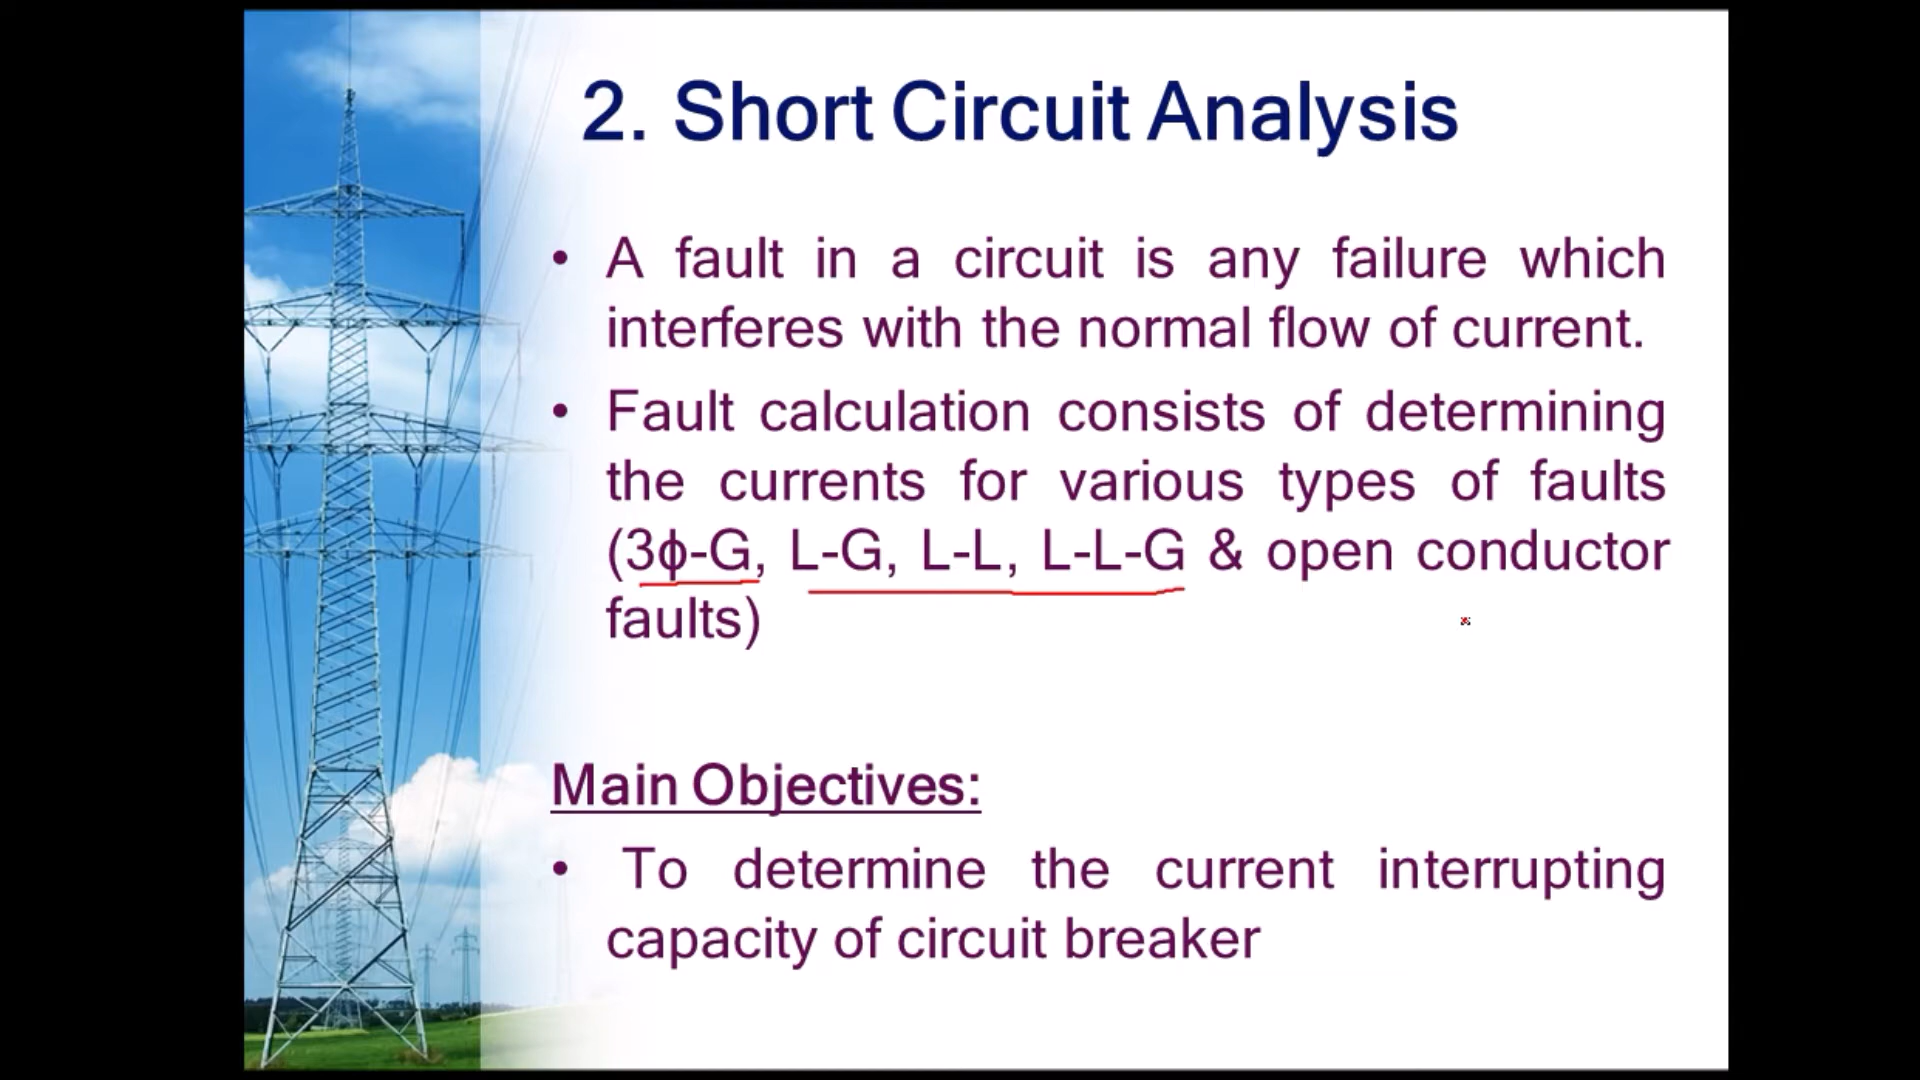 2. Short Circuit Analysis
• A fault in a circuit is any failure which
interferes with the normal flow of current.
• Fault calculation consists of determining
the currents for various types of faults
(3ϕ-G, L-G, L-L, L-L-G & open conductor
faults)
Main Objectives:
• To determine the current interrupting
capacity of circuit breaker